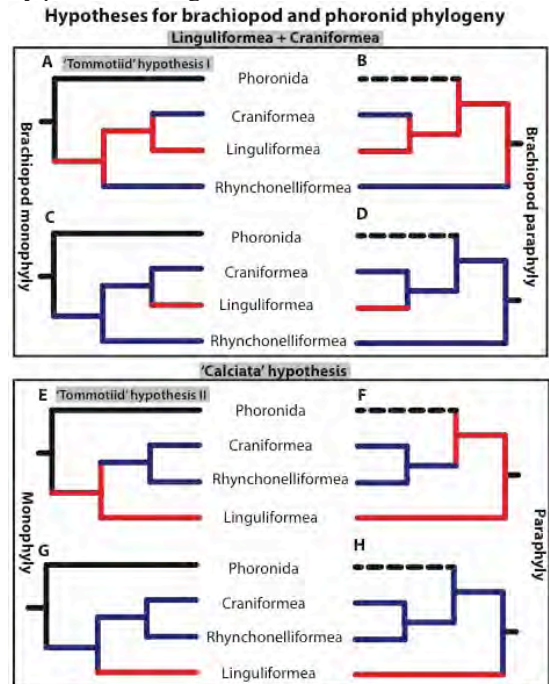 Hypotheses for brachiopod and phoronid phylogeny
Linguliformea + Craniformea
A 'Tommotiid' hypothesis I
B
Phoronida
Craniformea
Linguliformea
Rhynchonelliformea
Brachiopod monophyly
Brachiopod paraphyly
C
D
Phoronida
Craniformea
Linguliformea
Rhynchonelliformea
'Calciata' hypothesis
E 'Tommotiid' hypothesis II
F
Phoronida
Craniformea
Rhynchonelliformea
Linguliformea
Monophyly
Paraphyly
G
H
Phoronida
Craniformea
Rhynchonelliformea
Linguliformea